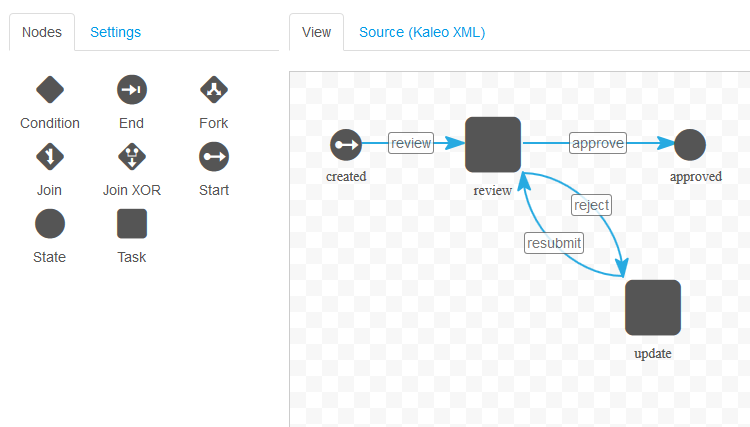 Nodes
Settings
View
Source (Kaleo XML)
Condition
End
Fork
Join
Join XOR
Start
State
Task
review
approve
created
review
approved
reject
resubmit
update